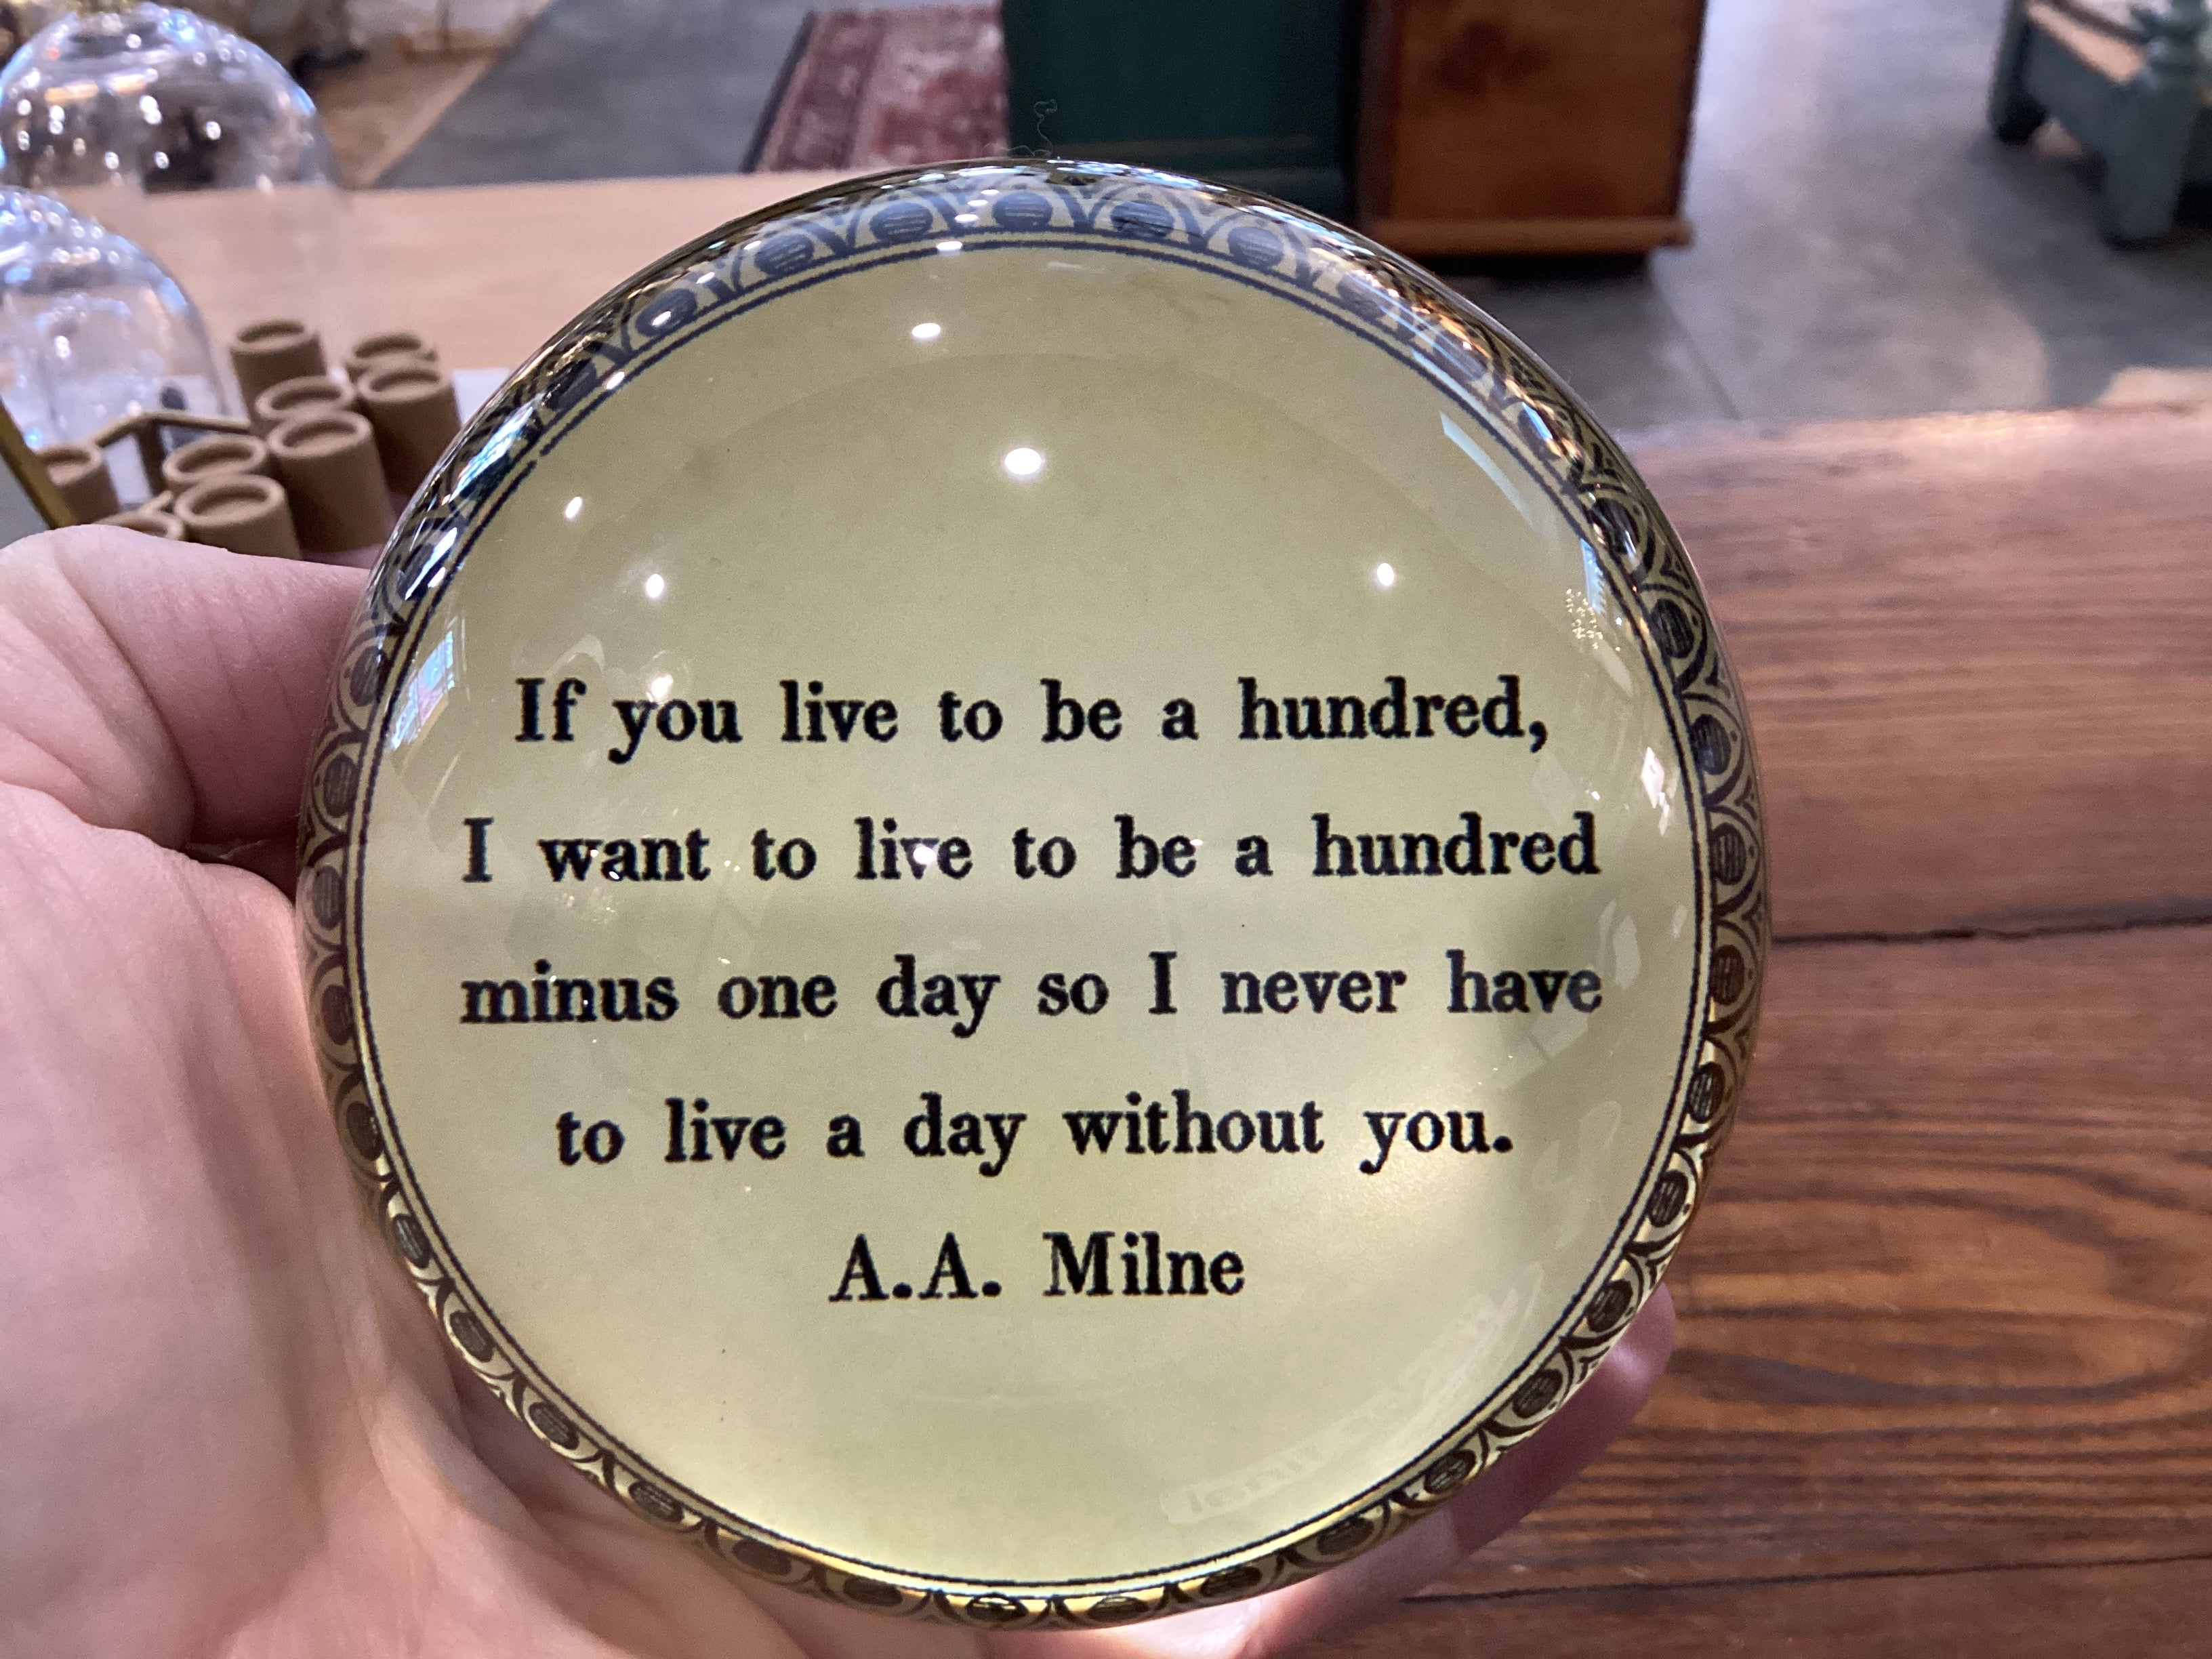 If you live to be a hundred,
I want to live to be a hundred
minus one day so I never have
to live a day without you.
A.A. Milne